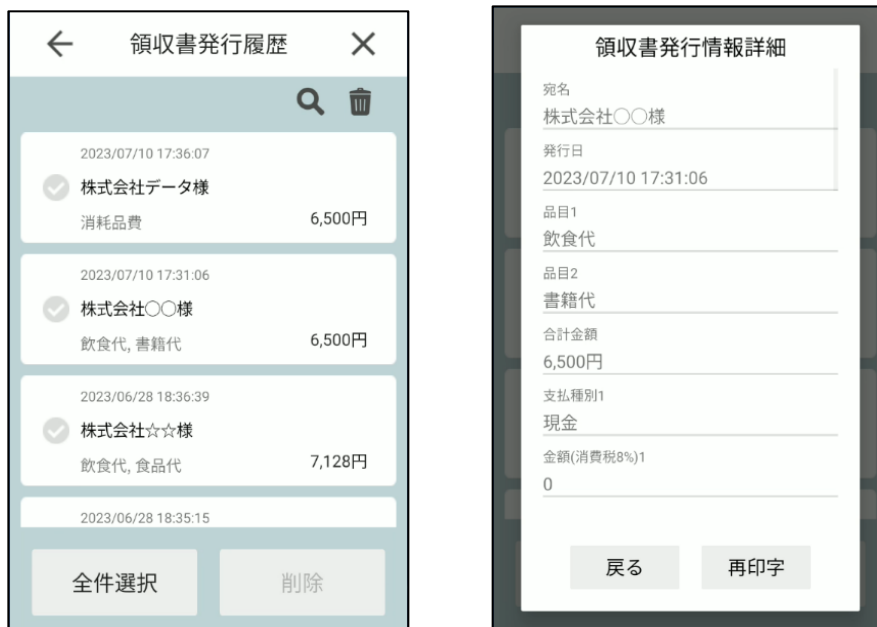 領収書発行履歴
2023/07/10 17:36:07
株式会社データ様
消耗品費
6,500円
2023/07/10 17:31:06
株式会社○○様
飲食代, 書籍代
6,500円
2023/06/28 18:36:39
株式会社☆☆様
飲食代, 食品代
7,128円
2023/06/28 18:35:15
全件選択
削除
領収書発行情報詳細
宛名
株式会社○○様
発行日
2023/07/10 17:31:06
品目1
飲食代
品目2
書籍代
合計金額
6,500円
支払種別1
現金
金額(消費税8%)1
0
戻る
再印字